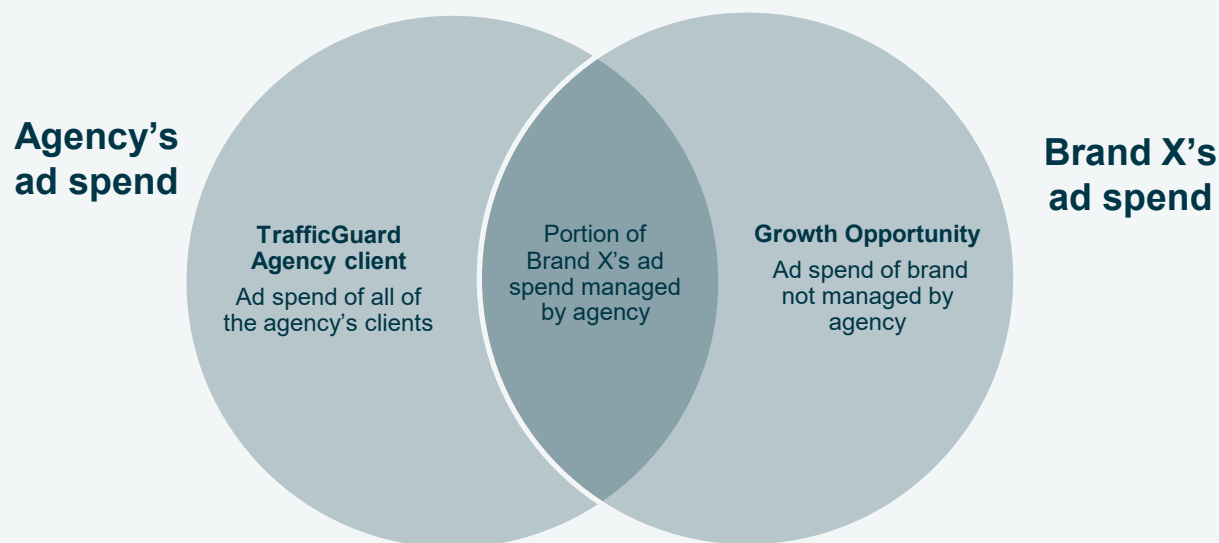 Agency’s
ad spend
TrafficGuard
Agency client
Ad spend of all of
the agency’s clients
Portion of
Brand X’s ad
spend managed
by agency
Growth Opportunity
Ad spend of brand
not managed by
agency
Brand X’s
ad spend